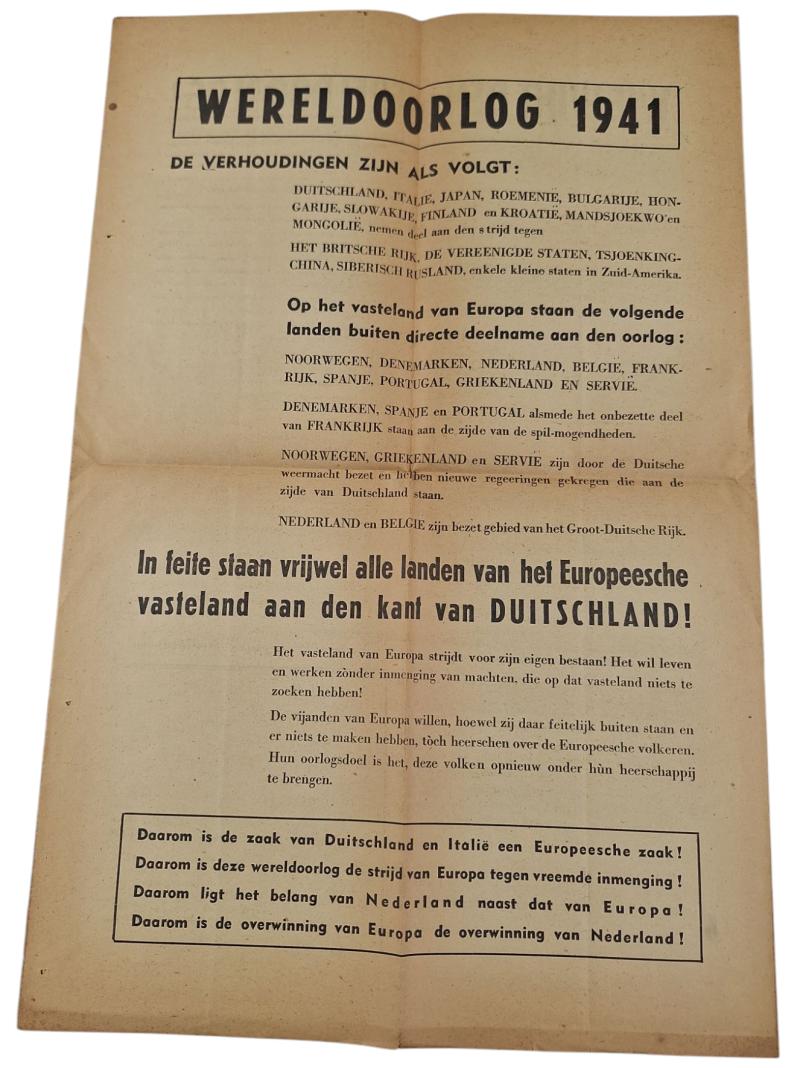 WERELDOORLOG 1941
DE VERHOUDINGEN ZIJN ALS VOLGT:
DUITSCHLAND, ITALIE, JAPAN, ROEMENIË, BULGARIJE, HON-
GARIJE, SLOWAKIJE, FINLAND en KROATIË, MANDSJOEKWO en
MONGOLIË, nemen deel aan den strijd tegen
HET BRITSCHE RIJK, DE VEREENIGDE STATEN, TSJOENKING-
CHINA, SIBERISCH RUSLAND, enkele kleine staten in Zuid-Amerika.
Op het vasteland van Europa staan de volgende
landen buiten directe deelname aan den oorlog:
NOORWEGEN, DENEMARKEN, NEDERLAND, BELGIË, FRANK-
RIJK, SPANJE, PORTUGAL, GRIEKENLAND EN SERVIË.
DENEMARKEN, SPANJE en PORTUGAL alsmede het onbezette deel
van FRANKRIJK staan aan de zijde van de spil-mogendheden.
NOORWEGEN, GRIEKENLAND en SERVIË zijn door de Duitsche
weermacht bezet en hebben nieuwe regeeringen gekregen die aan de
zijde van Duitschland staan.
NEDERLAND en BELGIE zijn bezet gebied van het Groot-Duitsche Rijk.
In feite staan vrijwel alle landen van het Europeesche
vasteland aan den kant van DUITSCHLAND!
Het vasteland van Europa strijdt voor zijn eigen bestaan! Het wil leven
en werken zònder inmenging van machten, die op dat vasteland niets te
zoeken hebben!
De vijanden van Europa willen, hoewel zij daar feitelijk buiten staan en
er niets te maken hebben, tòch heerschen over de Europeesche volkeren.
Hun oorlogsdoel is het, deze volken opnieuw onder hùn heerschappij
te brengen.
Daarom is de zaak van Duitschland en Italië een Europeesche zaak!
Daarom is deze wereldoorlog de strijd van Europa tegen vreemde inmenging!
Daarom ligt het belang van Nederland naast dat van Europa!
Daarom is de overwinning van Europa de overwinning van Nederland!